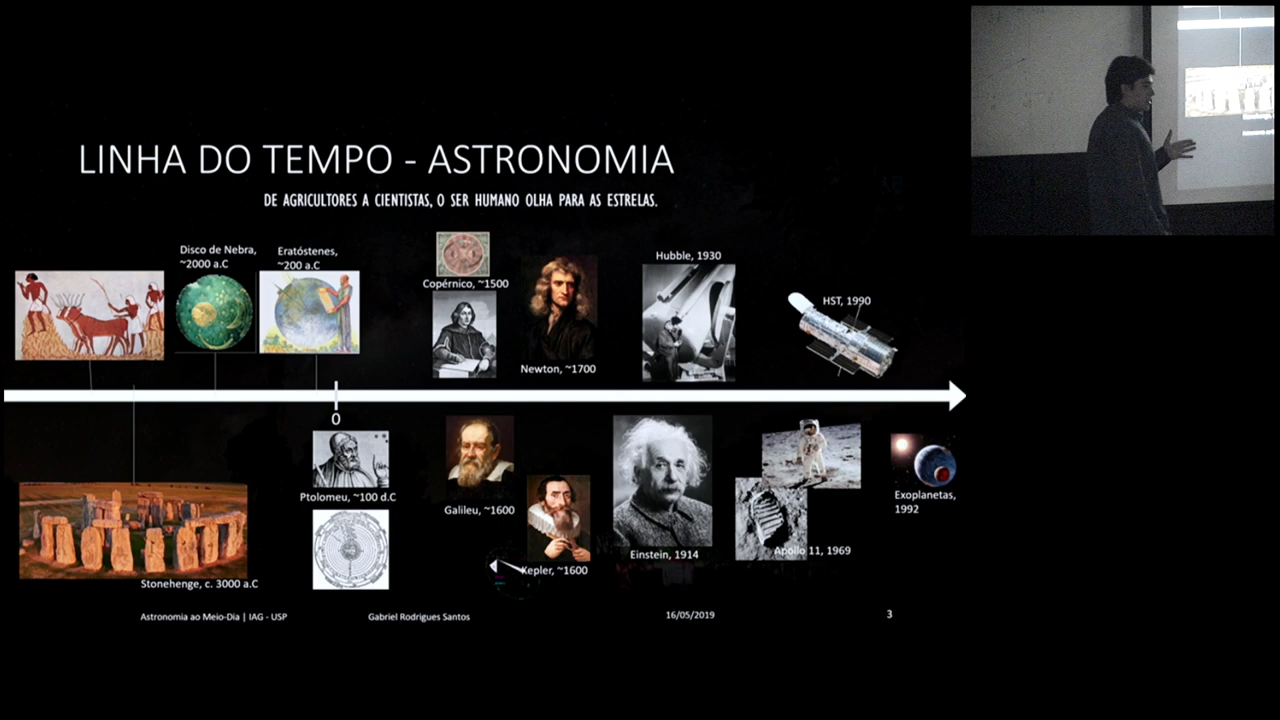 LINHA DO TEMPO - ASTRONOMIA
DE AGRICULTORES A CIENTISTAS, O SER HUMANO OLHA PARA AS ESTRELAS.
Disco de Nebra,
~2000 a.C
Eratóstenes,
~200 a.C
Copérnico, ~1500
Newton, ~1700
Hubble, 1930
HST, 1990
0
Ptolomeu, ~100 d.C
Galileu, ~1600
Kepler, ~1600
Einstein, 1914
Apollo 11, 1969
Exoplanetas,
1992
Stonehenge, c. 3000 a.C
Astronomia ao Meio-Dia | IAG - USP
Gabriel Rodrigues Santos
16/05/2019
3